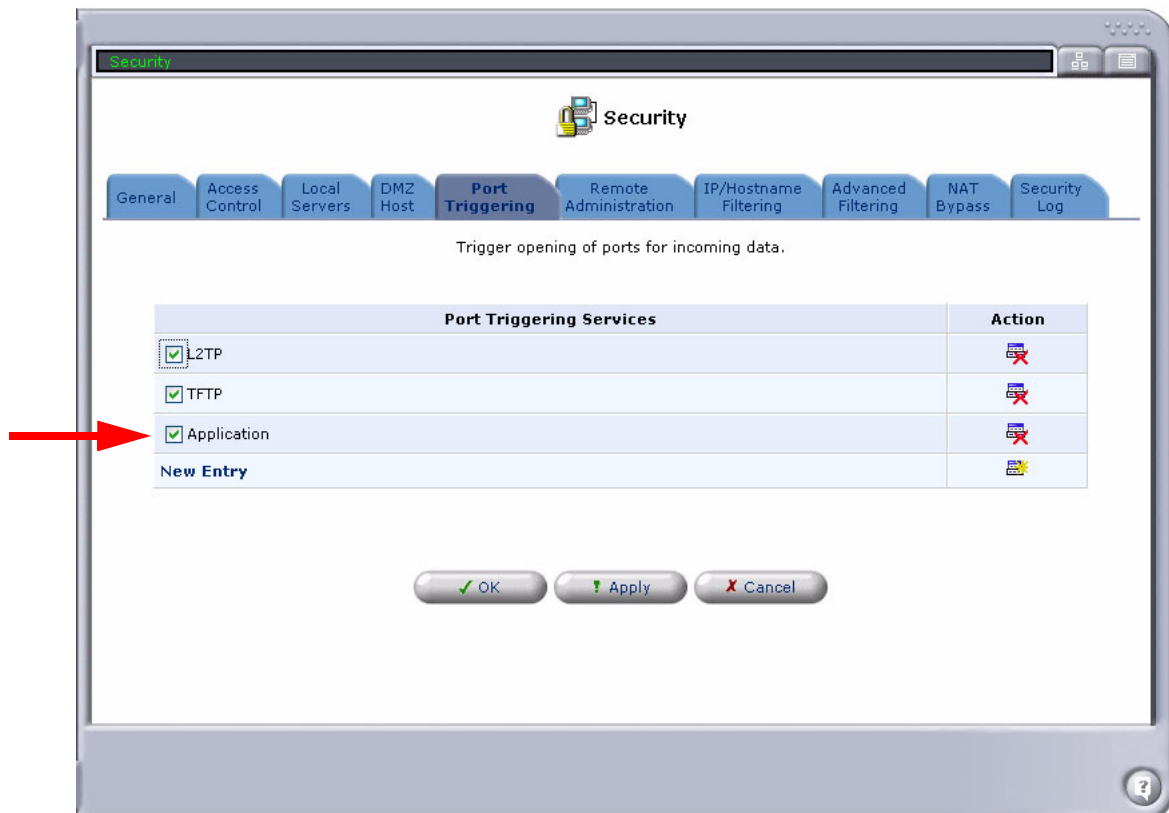 Security
Security
General
Access Control
Local Servers
DMZ Host
Port Triggering
Remote Administration
IP/Hostname Filtering
Advanced Filtering
NAT Bypass
Security Log
Trigger opening of ports for incoming data.
Port Triggering Services Action
L2TP
TFTP
Application
New Entry
OK Apply Cancel
?